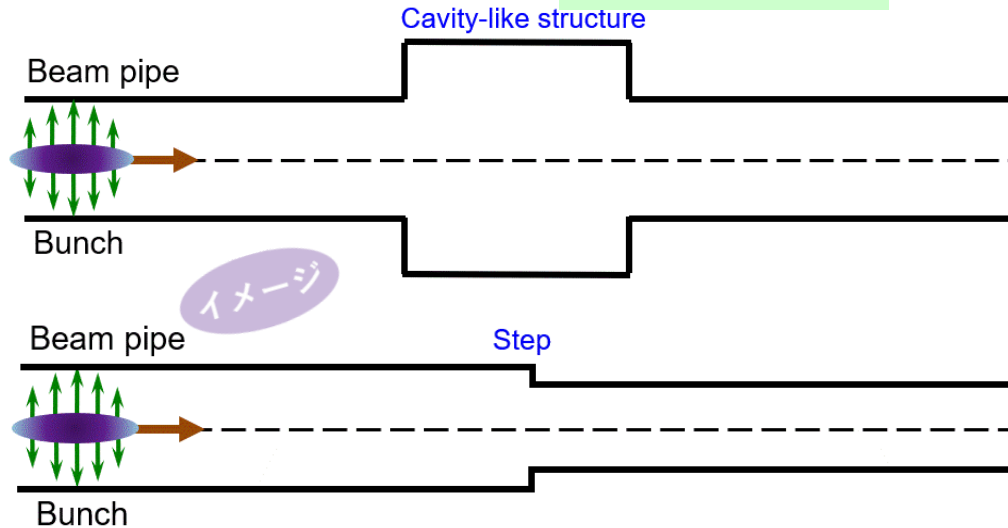 Cavity-like structure
Beam pipe
Bunch
イメージ
Beam pipe
Step
Bunch